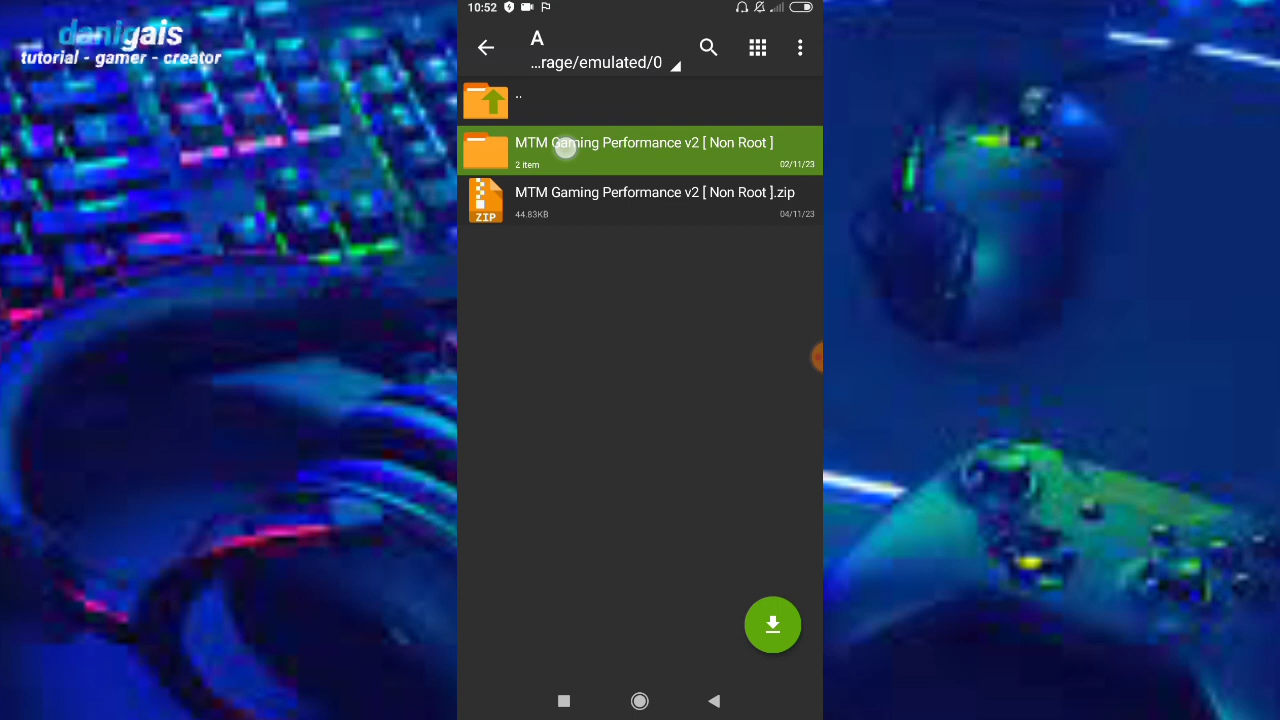 danigais
tutorial - gamer - creator
10:52
A
...rage/emulated/0
..
MTM Gaming Performance v2 [ Non Root ]
2 item
02/11/23
MTM Gaming Performance v2 [ Non Root ].zip
ZIP
44.83KB
04/11/23